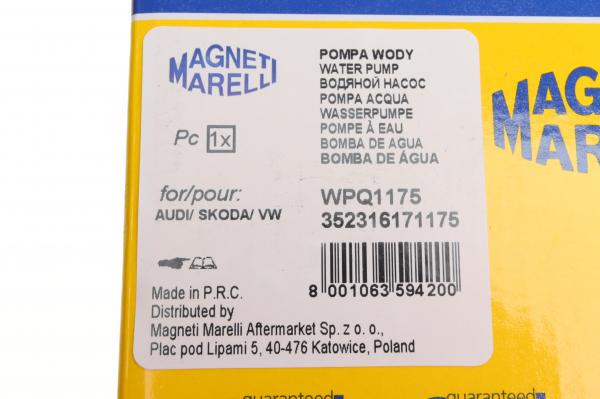 MAGNETI
MARELLI
POMPA WODY
WATER PUMP
ВОДЯНОЙ НАСОС
POMPA ACQUA
WASSERPUMPE
POMPE À EAU
BOMBA DE AGUA
BOMBA DE ÁGUA
Pc 1x
for/pour:
AUDI/ SKODA/ VW
WPQ1175
352316171175
8 001063 594200
Made in P.R.C.
Distributed by
Magneti Marelli Aftermarket Sp. z o. o.,
Plac pod Lipami 5, 40-476 Katowice, Poland
MAG
MAR
guaranteed
guaranteed